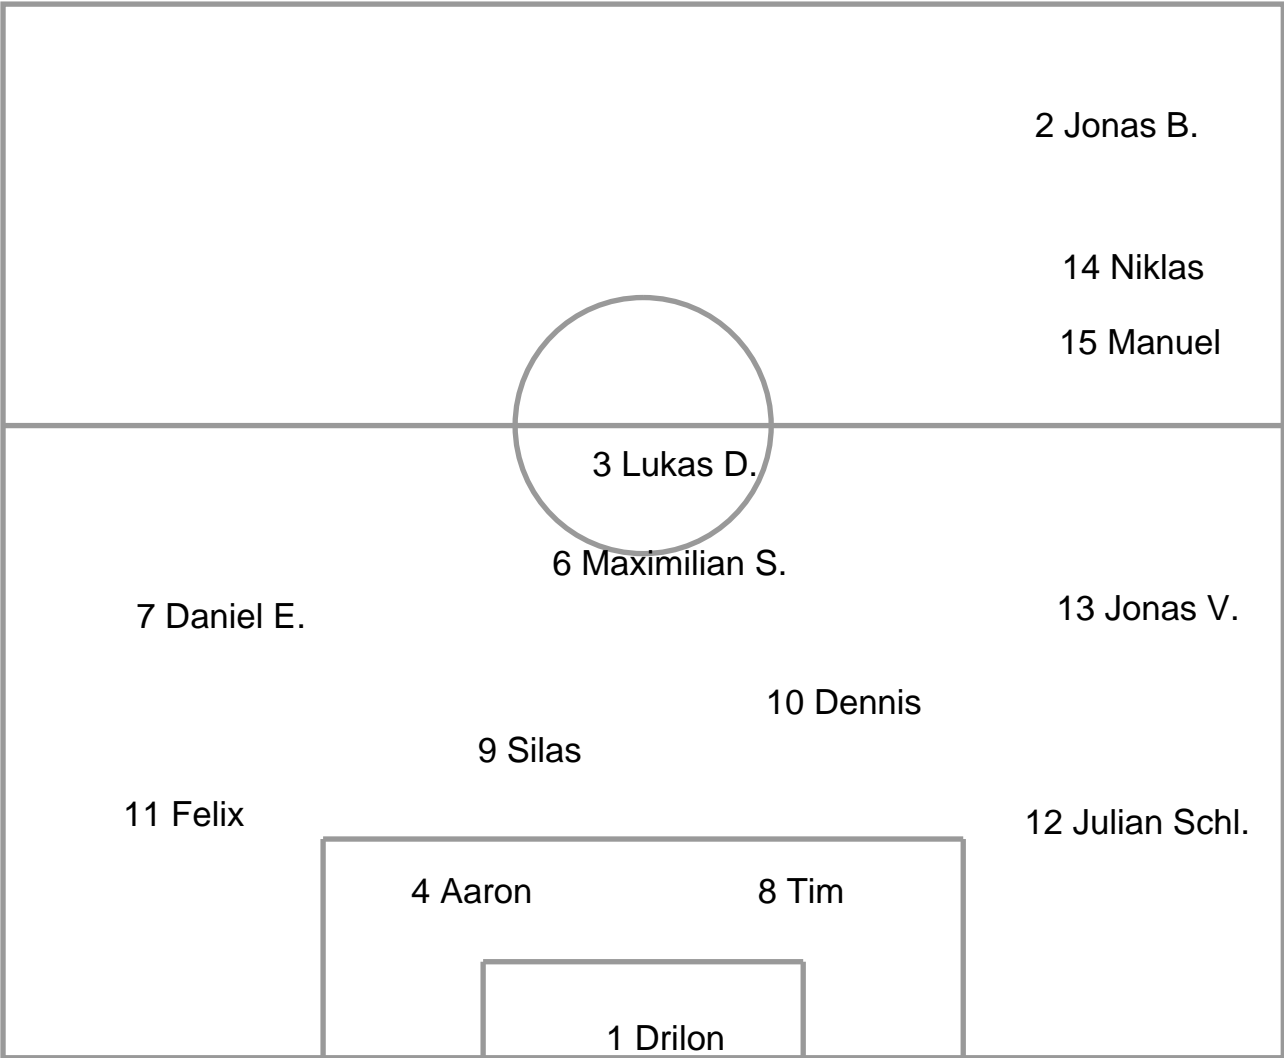 2 Jonas B.
14 Niklas
15 Manuel
3 Lukas D.
6 Maximilian S.
7 Daniel E.
13 Jonas V.
10 Dennis
9 Silas
11 Felix
12 Julian Schl.
4 Aaron
8 Tim
1 Drilon